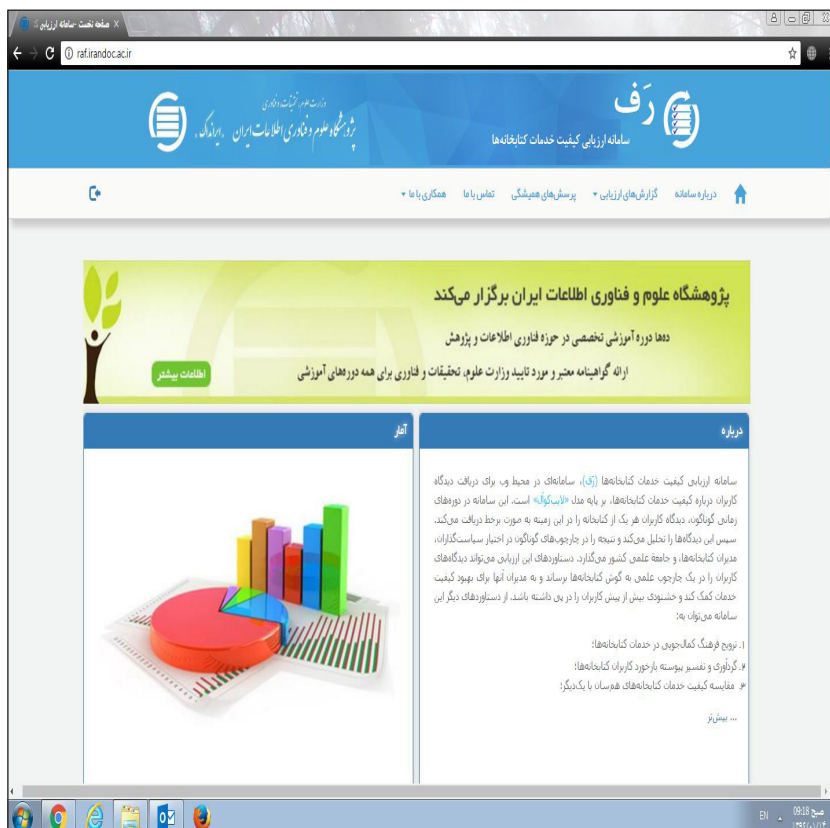 صفحه نخست -سامانه ارزیابی ک
raf.irandoc.ac.ir
رَف
سامانه ارزیابی کیفیت خدمات کتابخانه‌ها
وزارت علوم، تحقیقات و فناوری
پژوهشگاه علوم و فناوری اطلاعات ایران . ایرانداک .
درباره سامانه گزارش‌های ارزیابی پرسش‌های همیشگی تماس با ما همکاری با ما
پژوهشگاه علوم و فناوری اطلاعات ایران برگزار می‌کند
ده‌ها دوره آموزشی تخصصی در حوزه فناوری اطلاعات و پژوهش
ارائه گواهینامه معتبر و مورد تایید وزارت علوم، تحقیقات و فناوری برای همه دوره‌های آموزشی
اطلاعات بیشتر
درباره
سامانه ارزیابی کیفیت خدمات کتابخانه‌ها (رَف)، سامانه‌ای در محیط وب برای دریافت دیدگاه
کاربران درباره کیفیت خدمات کتابخانه‌ها، بر پایه مدل «لایب‌کوآل» است. این سامانه در دوره‌های
زمانی گوناگون، دیدگاه کاربران هر یک از کتابخانه را در این زمینه به صورت برخط دریافت می‌کند.
سپس این دیدگاه‌ها را تحلیل می‌کند و نتیجه را در چارچوب‌های گوناگون در اختیار سیاست‌گذاران،
مدیران کتابخانه‌ها، و جامعهٔ علمی کشور می‌گذارد. دستاوردهای این ارزیابی می‌تواند دیدگاه‌های
کاربران را در یک چارچوب علمی به گوش کتابخانه‌ها برساند و به مدیران آنها برای بهبود کیفیت
خدمات کمک کند و خشنودی بیش از پیش کاربران را در پی داشته باشد. از دستاوردهای دیگر این
سامانه می‌توان به:
۱. ترویج فرهنگ کمال‌جویی در خدمات کتابخانه‌ها؛
۲. گردآوری و تفسیر پیوسته بازخورد کاربران کتابخانه‌ها؛
۳. مقایسه کیفیت خدمات کتابخانه‌های هم‌سان با یک‌دیگر؛
... بیش‌تر
آمار
EN
09:18 صبح